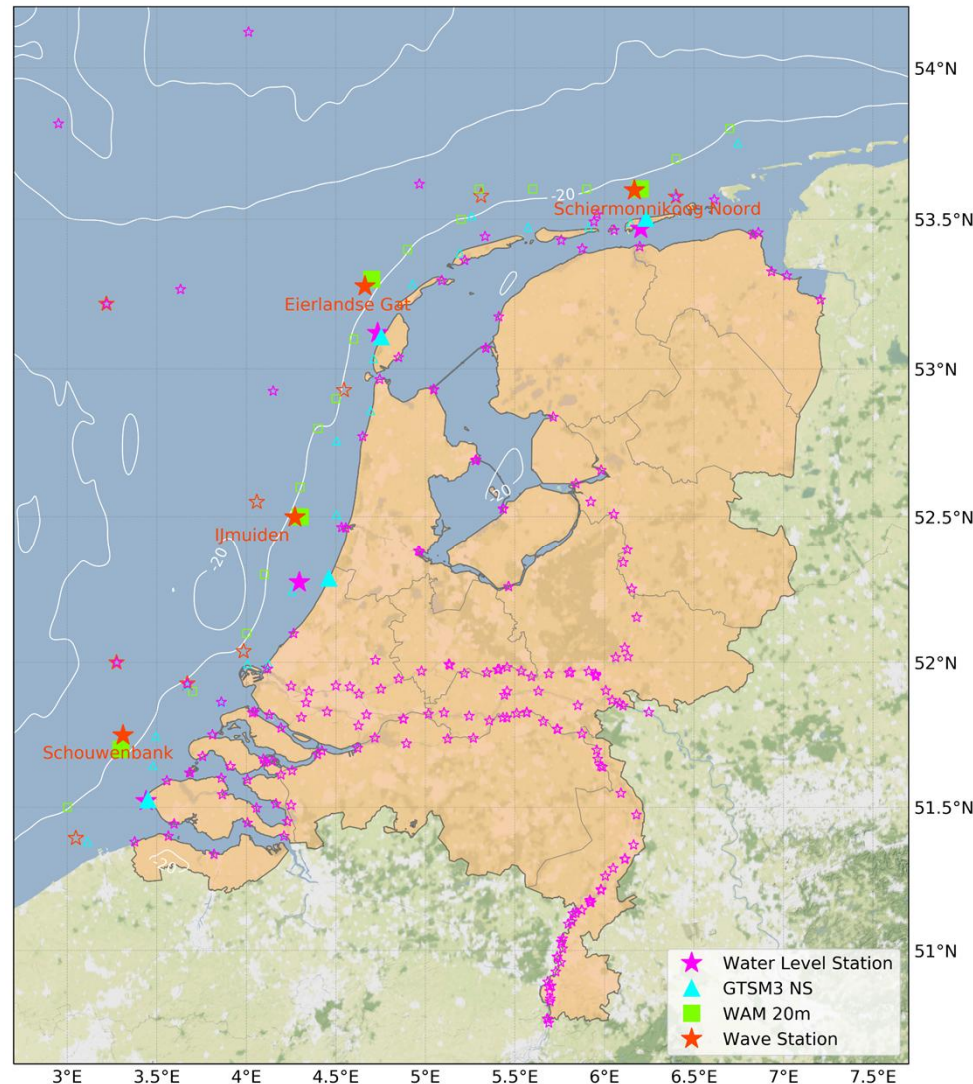 54°N
-20
Schiermonnikoog Noord
53.5°N
Eierlandse Gat
53°N
-20
IJmuiden
52.5°N
-20
52°N
Schouwenbank
51.5°N
-20
51°N
Water Level Station
GTSM3 NS
WAM 20m
Wave Station
3°E 3.5°E 4°E 4.5°E 5°E 5.5°E 6°E 6.5°E 7°E 7.5°E